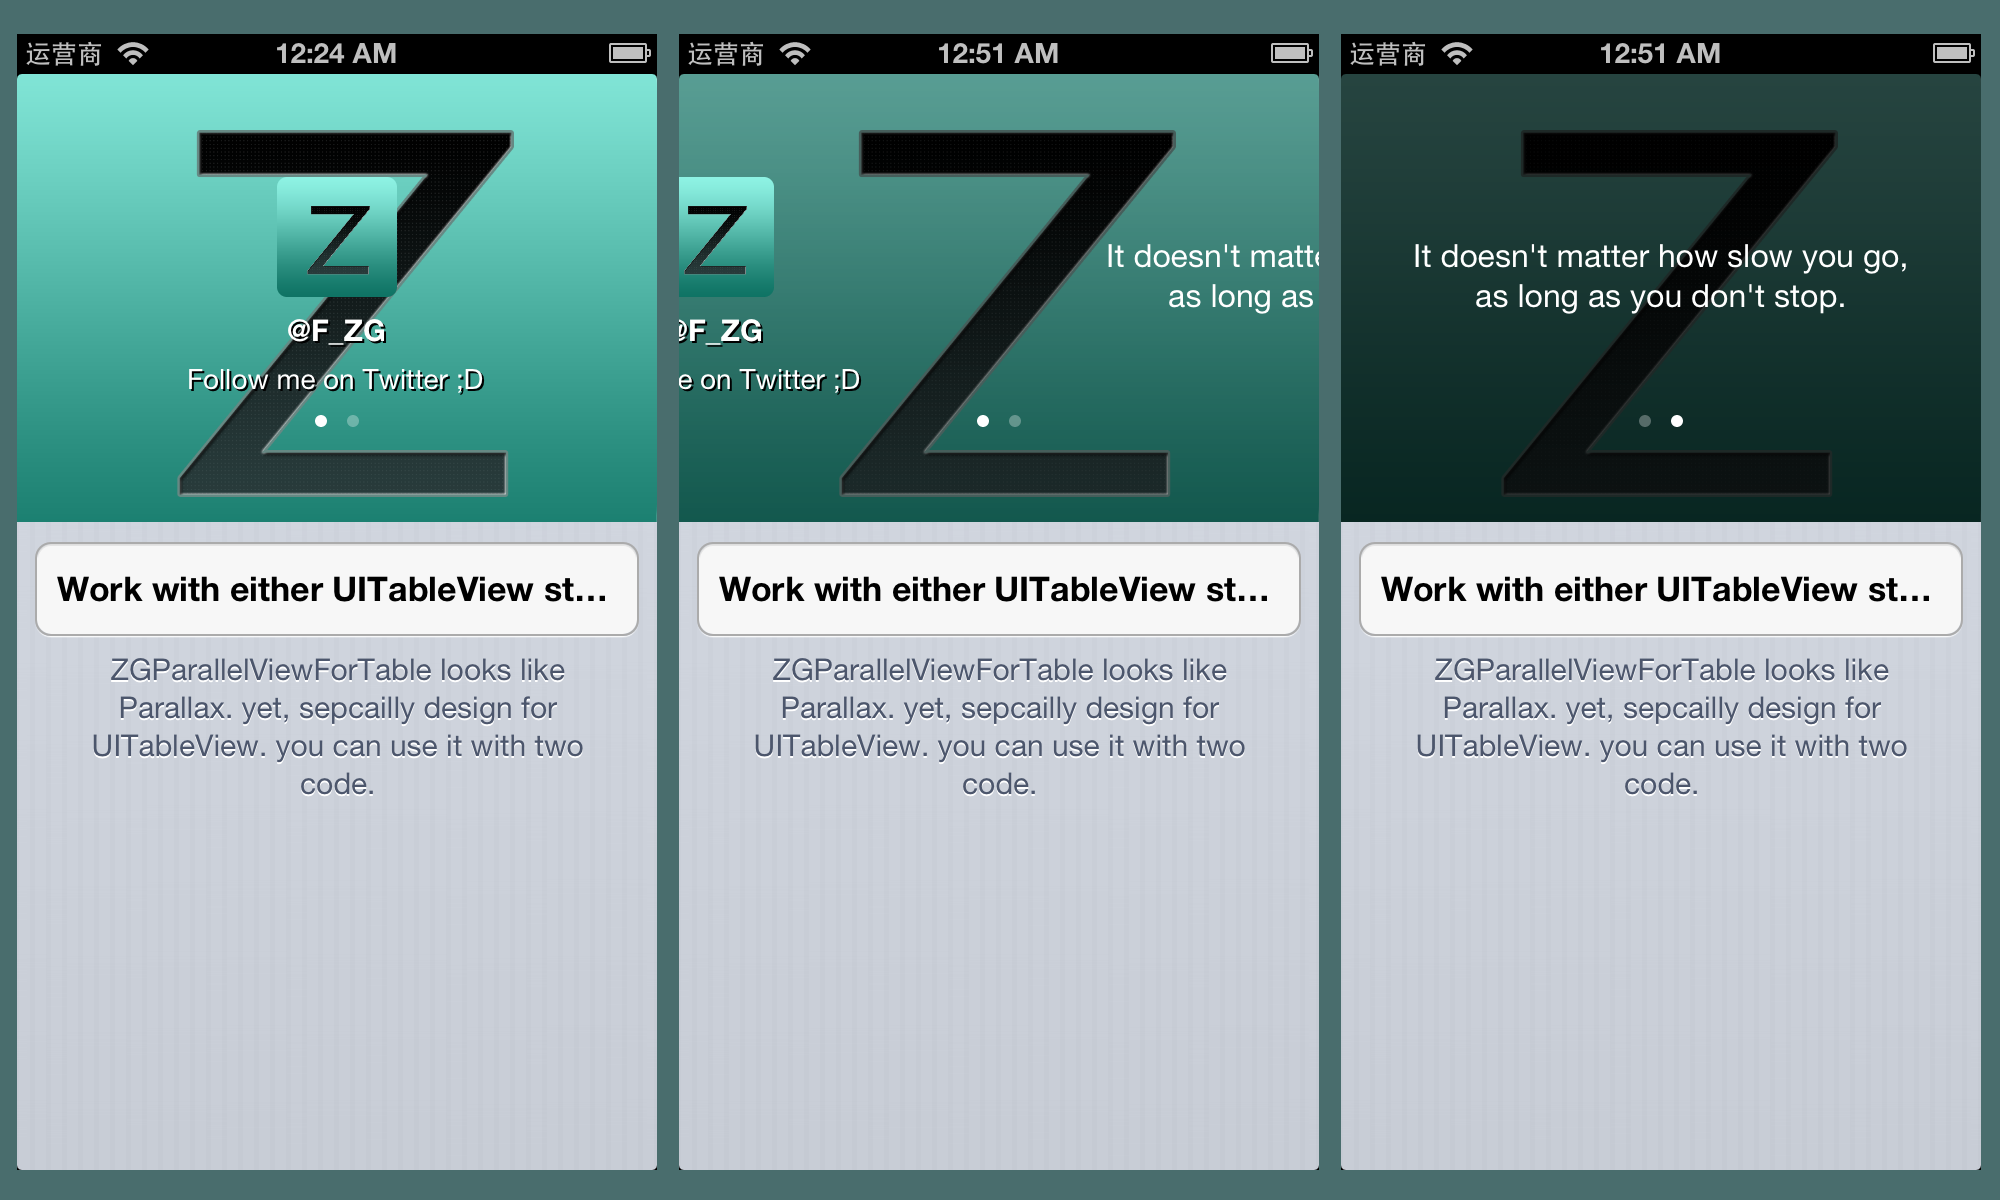 运营商 12:24 AM
Z
Z
@F_ZG
Follow me on Twitter ;D
Work with either UITableView st...
ZGParallelViewForTable looks like
Parallax. yet, sepcailly design for
UITableView. you can use it with two
code.
运营商 12:51 AM
Z
Z
It doesn't matte
as long as
@F_ZG
e on Twitter ;D
Work with either UITableView st...
ZGParallelViewForTable looks like
Parallax. yet, sepcailly design for
UITableView. you can use it with two
code.
运营商 12:51 AM
Z
It doesn't matter how slow you go,
as long as you don't stop.
Work with either UITableView st...
ZGParallelViewForTable looks like
Parallax. yet, sepcailly design for
UITableView. you can use it with two
code.